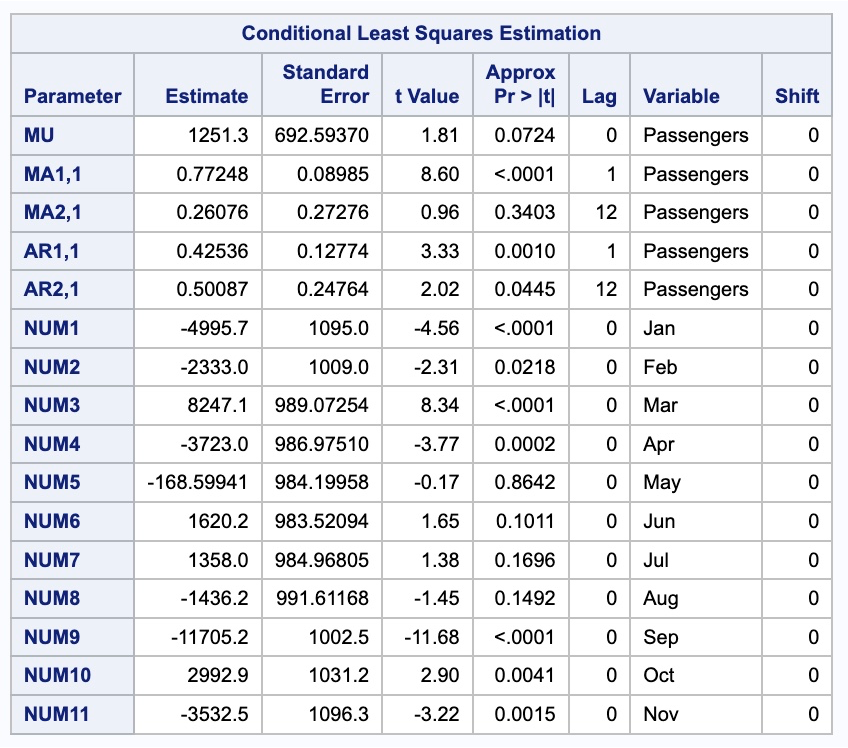 Conditional Least Squares Estimation
Parameter Estimate Standard Error t Value Approx Pr > |t| Lag Variable Shift
MU 1251.3 692.59370 1.81 0.0724 0 Passengers 0
MA1,1 0.77248 0.08985 8.60 <.0001 1 Passengers 0
MA2,1 0.26076 0.27276 0.96 0.3403 12 Passengers 0
AR1,1 0.42536 0.12774 3.33 0.0010 1 Passengers 0
AR2,1 0.50087 0.24764 2.02 0.0445 12 Passengers 0
NUM1 -4995.7 1095.0 -4.56 <.0001 0 Jan 0
NUM2 -2333.0 1009.0 -2.31 0.0218 0 Feb 0
NUM3 8247.1 989.07254 8.34 <.0001 0 Mar 0
NUM4 -3723.0 986.97510 -3.77 0.0002 0 Apr 0
NUM5 -168.59941 984.19958 -0.17 0.8642 0 May 0
NUM6 1620.2 983.52094 1.65 0.1011 0 Jun 0
NUM7 1358.0 984.96805 1.38 0.1696 0 Jul 0
NUM8 -1436.2 991.61168 -1.45 0.1492 0 Aug 0
NUM9 -11705.2 1002.5 -11.68 <.0001 0 Sep 0
NUM10 2992.9 1031.2 2.90 0.0041 0 Oct 0
NUM11 -3532.5 1096.3 -3.22 0.0015 0 Nov 0